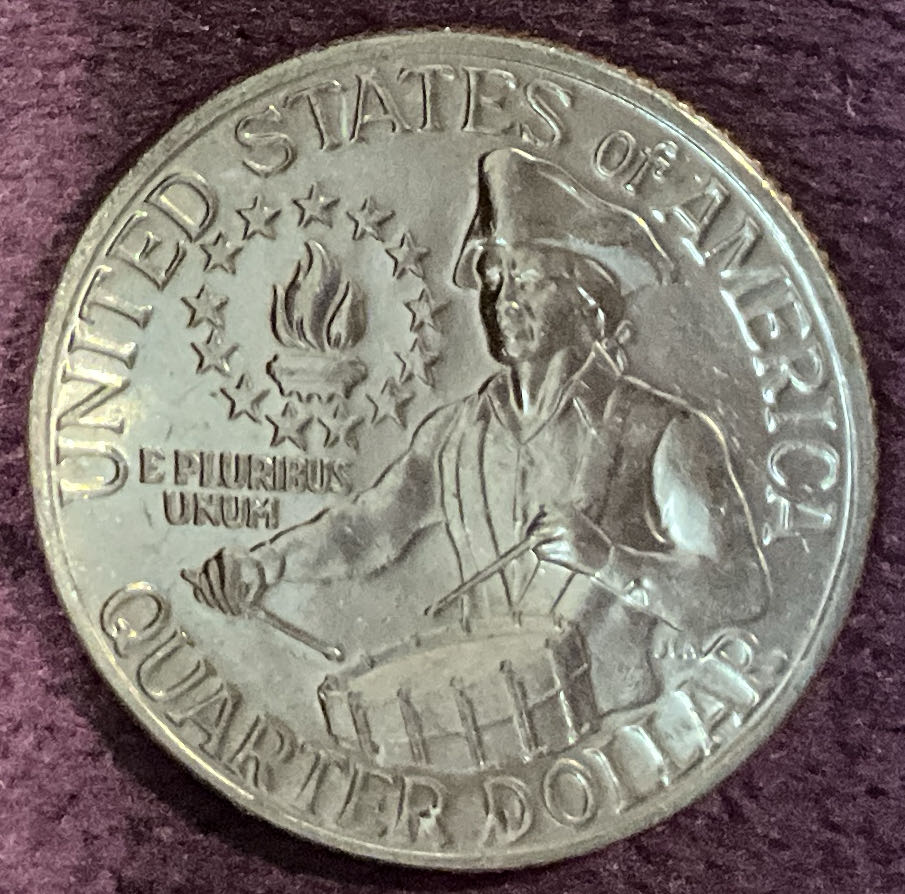 UNITED STATES of AMERICA
E PLURIBUS
UNUM
QUARTER DOLLAR